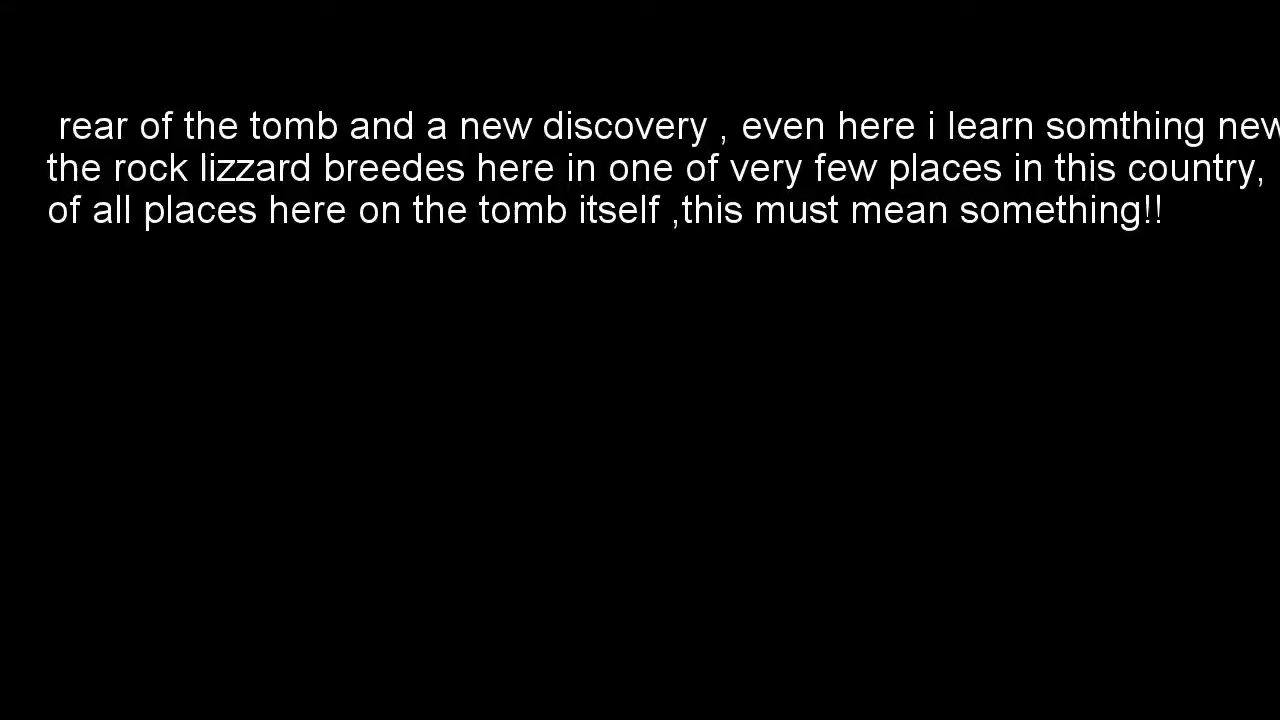 rear of the tomb and a new discovery , even here i learn somthing new
the rock lizzard breedes here in one of very few places in this country,
of all places here on the tomb itself ,this must mean something!!